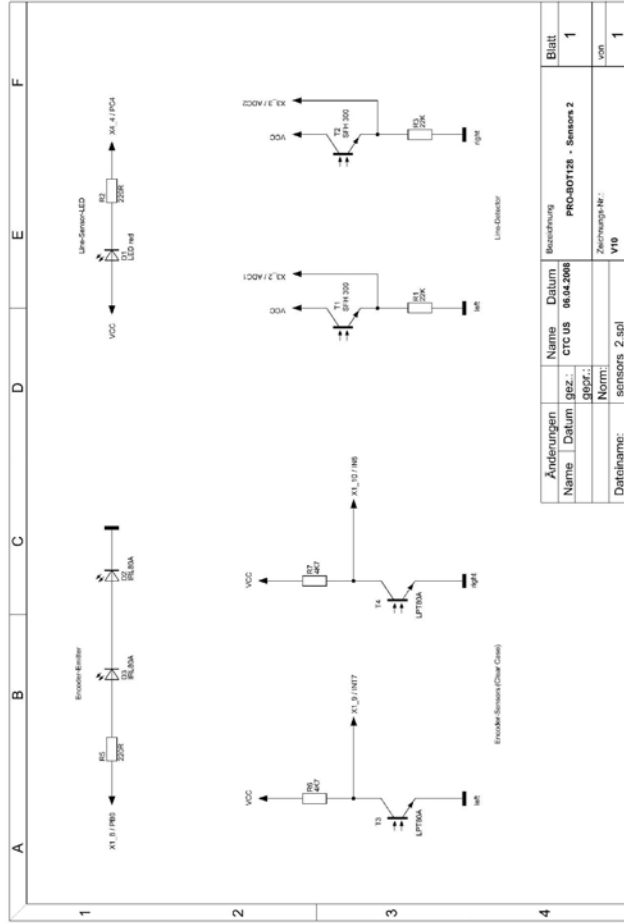 A
B
C
D
E
F
1
2
3
4
Encoder-Emitter
X1_8 / PB0
R5
220R
D3
IRL80A
D2
IRL80A
Line-Sensor-LED
VCC
D1
LED red
R2
220R
X4_4 / PC4
VCC
R6
4K7
X1_9 / INT7
T3
LPT80A
left
VCC
R7
4K7
X1_10 / IN6
T4
LPT80A
right
Encoder-Sensors (Clear Case)
VCC
X3_2 / ADC1
T1
SFH 300
R1
22K
left
VCC
X3_3 / ADC2
T2
SFH 300
R3
22K
right
Line-Detector
Änderungen
Name
Datum
Name
Datum
gez.:
CTC US
06.04.2008
gepr.:
Norm:
Dateiname:
sensors_2.spl
Bezeichnung
PRO-BOT128 - Sensors 2
Zeichnungs-Nr.:
V10
Blatt
1
von
1